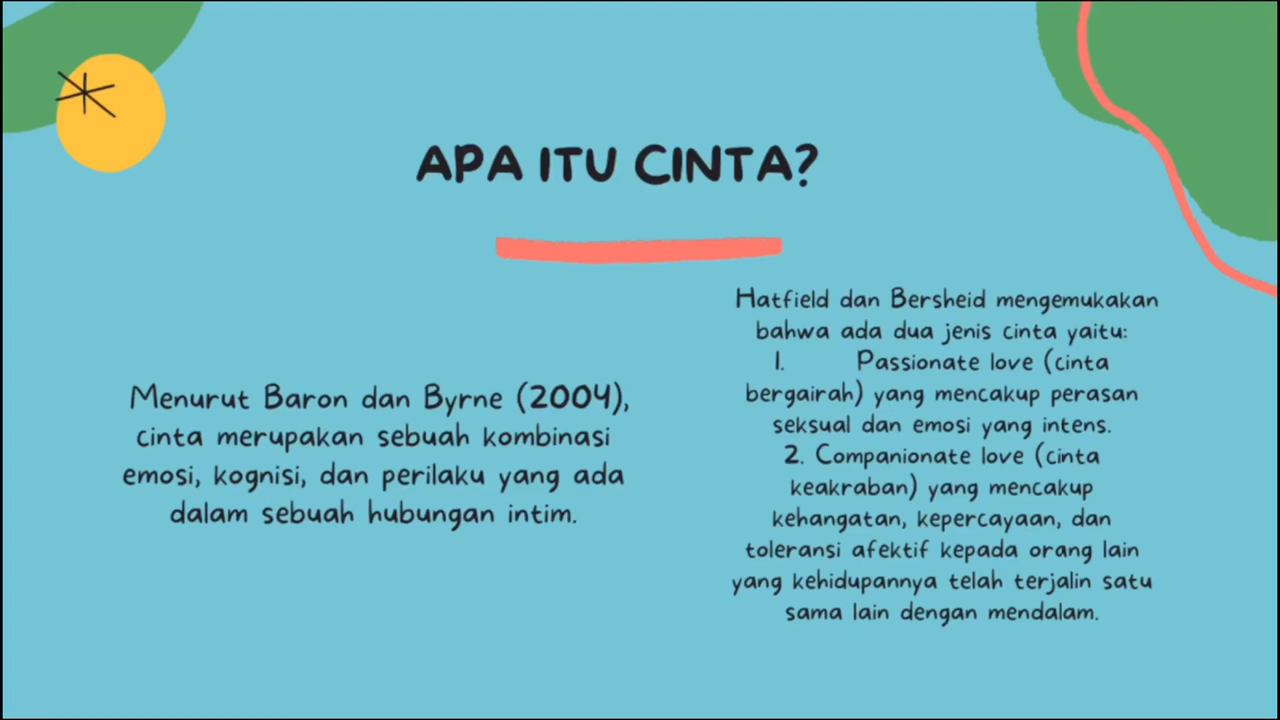 APA ITU CINTA?
Menurut Baron dan Byrne (2004),
cinta merupakan sebuah kombinasi
emosi, kognisi, dan perilaku yang ada
dalam sebuah hubungan intim.
Hatfield dan Bersheid mengemukakan
bahwa ada dua jenis cinta yaitu:
1. Passionate love (cinta
bergairah) yang mencakup perasan
seksual dan emosi yang intens.
2. Companionate love (cinta
keakraban) yang mencakup
kehangatan, kepercayaan, dan
toleransi afektif kepada orang lain
yang kehidupannya telah terjalin satu
sama lain dengan mendalam.